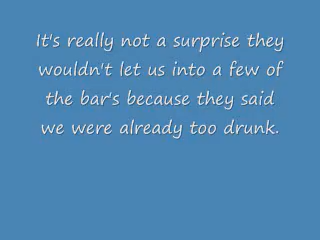 It's really not a surprise they
wouldn't let us into a few of
the bar's because they said
we were already too drunk.